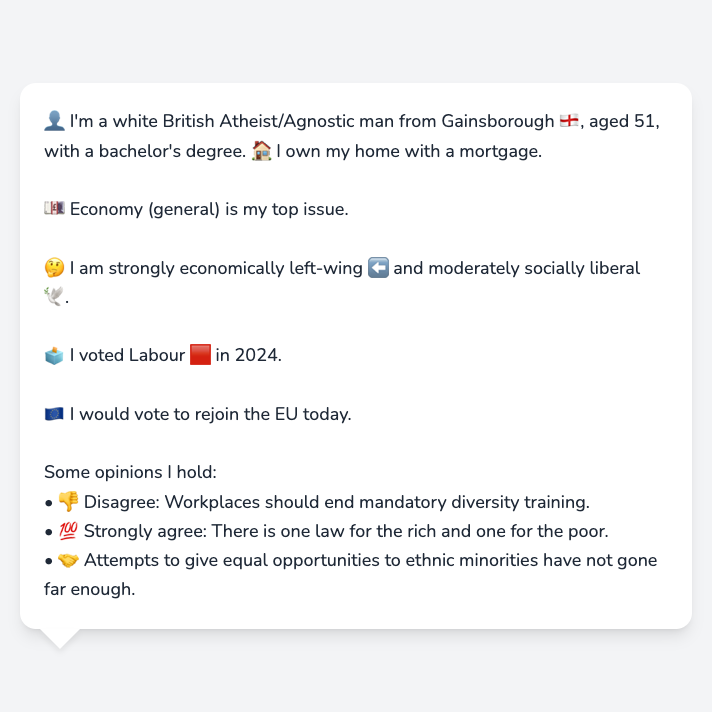 👤 I'm a white British Atheist/Agnostic man from Gainsborough 🏴󠁧󠁢󠁥󠁮󠁧󠁿, aged 51,
with a bachelor's degree. 🏠 I own my home with a mortgage.
💷 Economy (general) is my top issue.
🤔 I am strongly economically left-wing ⬅️ and moderately socially liberal
🕊️.
🗳️ I voted Labour 🟥 in 2024.
🇪🇺 I would vote to rejoin the EU today.
Some opinions I hold:
• 👎 Disagree: Workplaces should end mandatory diversity training.
• 💯 Strongly agree: There is one law for the rich and one for the poor.
• 🤝 Attempts to give equal opportunities to ethnic minorities have not gone
far enough.